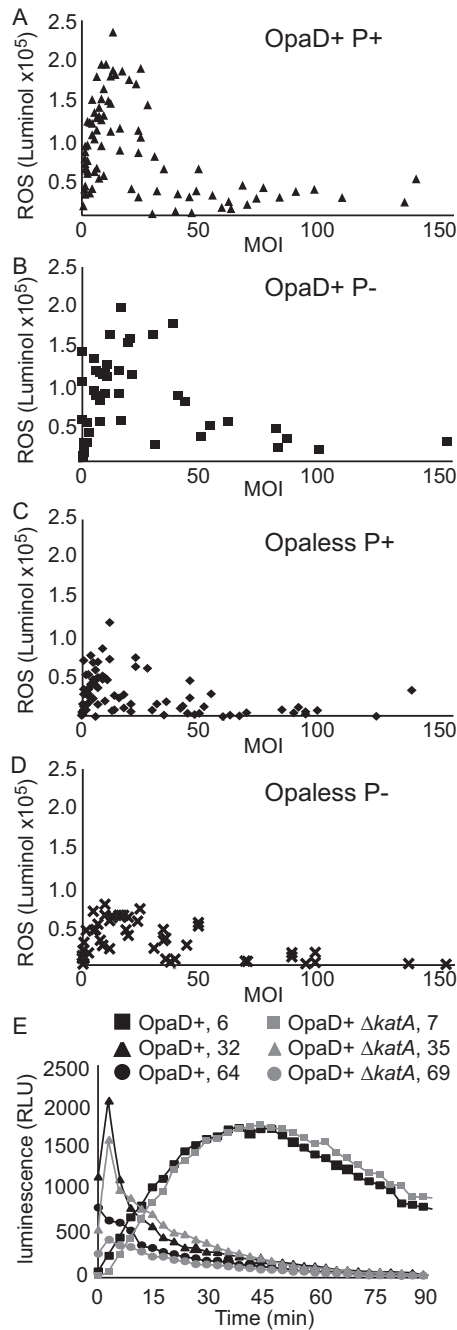 A
OpaD+ P+
ROS (Luminol x10⁵)
2.5
2.0
1.5
1.0
0.5
0 50 100 150
MOI
B
OpaD+ P-
ROS (Luminol x10⁵)
2.5
2.0
1.5
1.0
0.5
0 50 100 150
MOI
C
Opaless P+
ROS (Luminol x10⁵)
2.5
2.0
1.5
1.0
0.5
0 50 100 150
MOI
D
Opaless P-
ROS (Luminol x10⁵)
2.5
2.0
1.5
1.0
0.5
0 50 100 150
MOI
E
OpaD+, 6
OpaD+ ΔkatA, 7
OpaD+, 32
OpaD+ ΔkatA, 35
OpaD+, 64
OpaD+ ΔkatA, 69
luminescence (RLU)
2500
2000
1500
1000
500
0
0 15 30 45 60 75 90
Time (min)